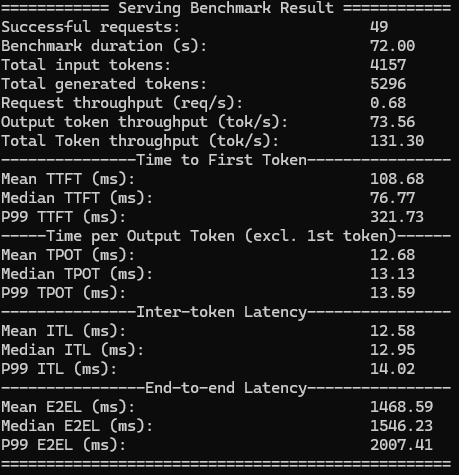 ============ Serving Benchmark Result ============
Successful requests:                     49
Benchmark duration (s):                  72.00
Total input tokens:                      4157
Total generated tokens:                  5296
Request throughput (req/s):              0.68
Output token throughput (tok/s):         73.56
Total Token throughput (tok/s):          131.30
---------------Time to First Token----------------
Mean TTFT (ms):                          108.68
Median TTFT (ms):                        76.77
P99 TTFT (ms):                           321.73
-----Time per Output Token (excl. 1st token)------
Mean TPOT (ms):                          12.68
Median TPOT (ms):                        13.13
P99 TPOT (ms):                           13.59
---------------Inter-token Latency----------------
Mean ITL (ms):                           12.58
Median ITL (ms):                         12.95
P99 ITL (ms):                            14.02
----------------End-to-end Latency----------------
Mean E2EL (ms):                          1468.59
Median E2EL (ms):                        1546.23
P99 E2EL (ms):                           2007.41
==================================================